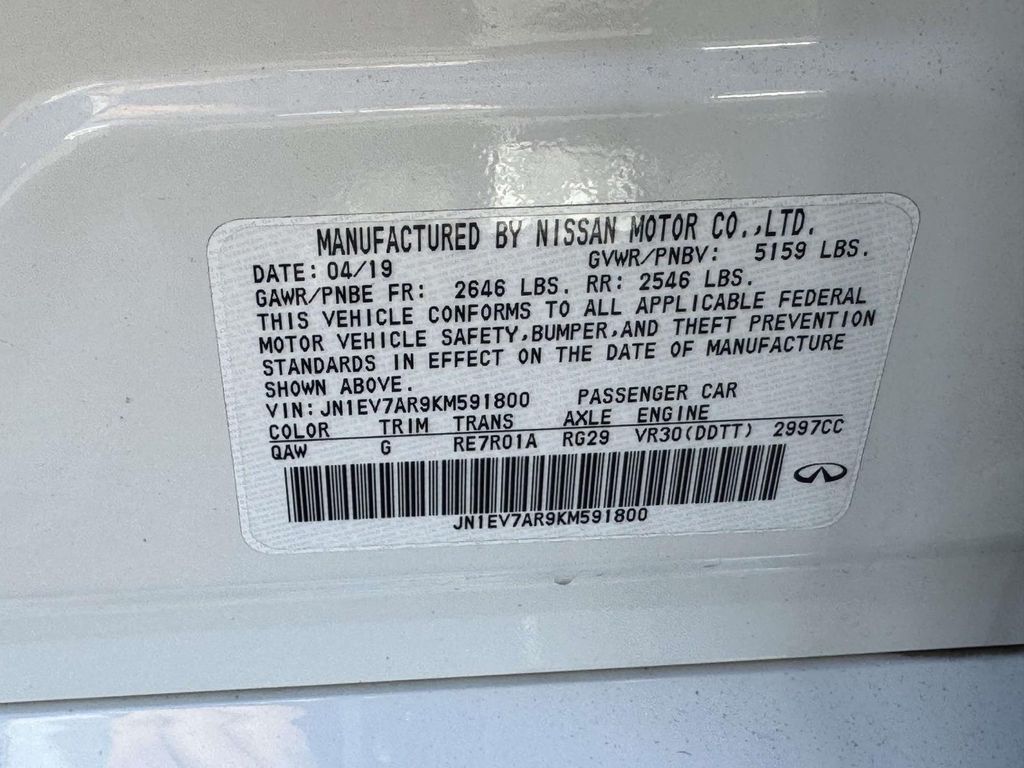 MANUFACTURED BY NISSAN MOTOR CO.,LTD.
DATE: 04/19 GVWR/PNBV: 5159 LBS.
GAWR/PNBE FR: 2646 LBS. RR: 2546 LBS.
THIS VEHICLE CONFORMS TO ALL APPLICABLE FEDERAL
MOTOR VEHICLE SAFETY,BUMPER,AND THEFT PREVENTION
STANDARDS IN EFFECT ON THE DATE OF MANUFACTURE
SHOWN ABOVE.
VIN:JN1EV7AR9KM591800 PASSENGER CAR
COLOR TRIM TRANS AXLE ENGINE
QAW G RE7R01A RG29 VR30(DDTT) 2997CC
JN1EV7AR9KM591800